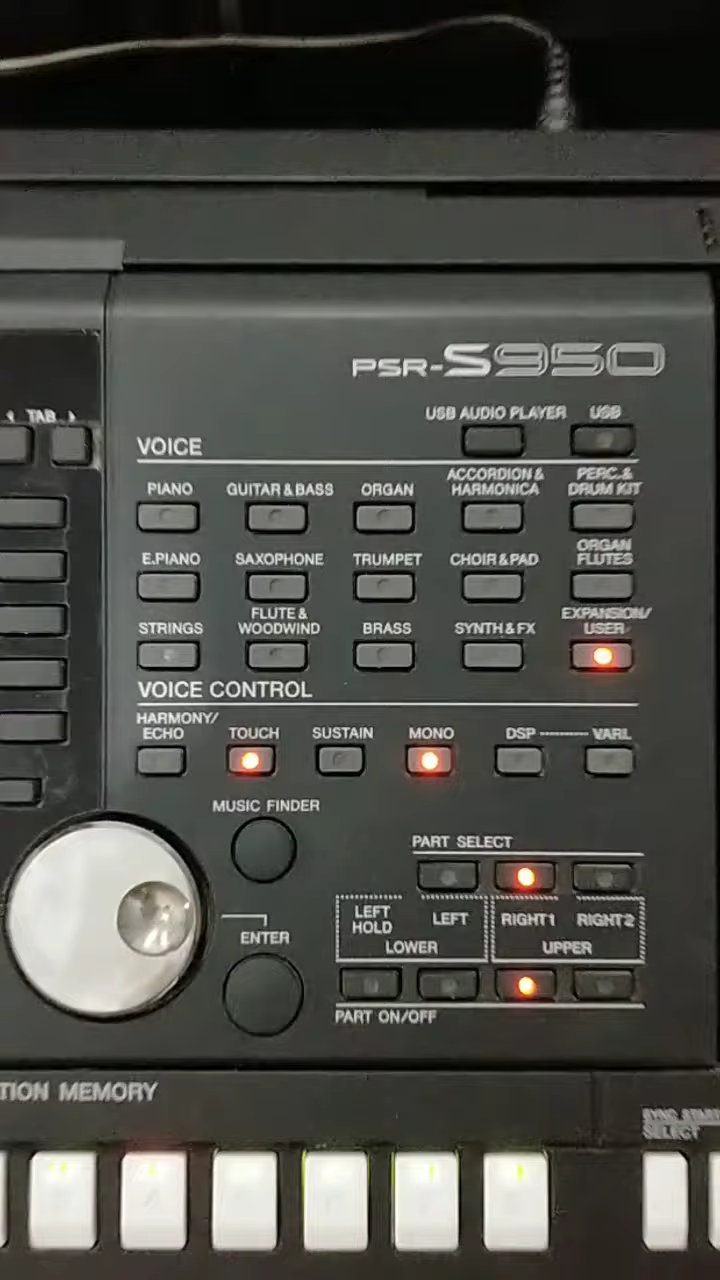 PSR-S950
USB AUDIO PLAYER USB
TAB
VOICE
PIANO GUITAR & BASS ORGAN ACCORDION & HARMONICA PERC. & DRUM KIT
E.PIANO SAXOPHONE TRUMPET CHOIR & PAD ORGAN FLUTES
STRINGS FLUTE & WOODWIND BRASS SYNTH & FX EXPANSION/USER
VOICE CONTROL
HARMONY/ECHO TOUCH SUSTAIN MONO DSP VARI.
MUSIC FINDER
PART SELECT
LEFT HOLD LEFT RIGHT1 RIGHT2
LOWER UPPER
ENTER
PART ON/OFF
TION MEMORY
SELECT